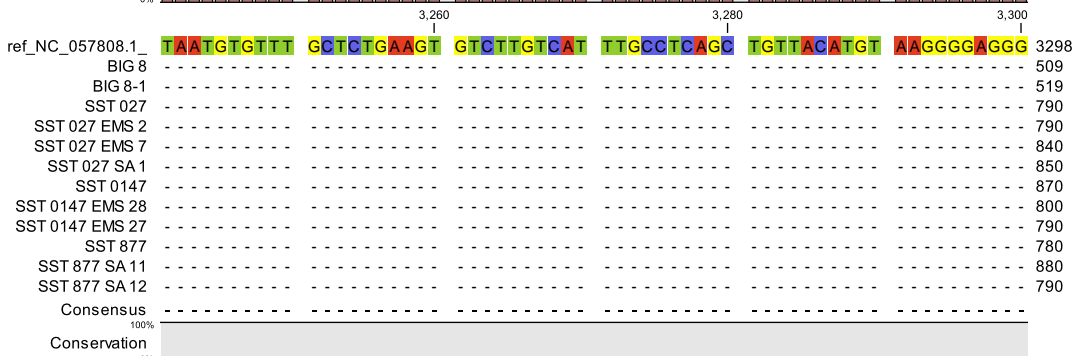 0%
3,260 3,280 3,300
ref_NC_057808.1_ TAATGTGTTT GCTCTGAAGT GTCTTGTCAT TTGCCTCAGC TGTTACATGT AAGGGGAGGG 3298
BIG 8 - - - - - - - - - - - - - - - - - - - - - - - - - - - - - - - - - - - - - - - - - - - - - - - - - - - - - - - - - - - - 509
BIG 8-1 - - - - - - - - - - - - - - - - - - - - - - - - - - - - - - - - - - - - - - - - - - - - - - - - - - - - - - - - - - - - 519
SST 027 - - - - - - - - - - - - - - - - - - - - - - - - - - - - - - - - - - - - - - - - - - - - - - - - - - - - - - - - - - - - 790
SST 027 EMS 2 - - - - - - - - - - - - - - - - - - - - - - - - - - - - - - - - - - - - - - - - - - - - - - - - - - - - - - - - - - - - 790
SST 027 EMS 7 - - - - - - - - - - - - - - - - - - - - - - - - - - - - - - - - - - - - - - - - - - - - - - - - - - - - - - - - - - - - 840
SST 027 SA 1 - - - - - - - - - - - - - - - - - - - - - - - - - - - - - - - - - - - - - - - - - - - - - - - - - - - - - - - - - - - - 850
SST 0147 - - - - - - - - - - - - - - - - - - - - - - - - - - - - - - - - - - - - - - - - - - - - - - - - - - - - - - - - - - - - 870
SST 0147 EMS 28 - - - - - - - - - - - - - - - - - - - - - - - - - - - - - - - - - - - - - - - - - - - - - - - - - - - - - - - - - - - - 800
SST 0147 EMS 27 - - - - - - - - - - - - - - - - - - - - - - - - - - - - - - - - - - - - - - - - - - - - - - - - - - - - - - - - - - - - 790
SST 877 - - - - - - - - - - - - - - - - - - - - - - - - - - - - - - - - - - - - - - - - - - - - - - - - - - - - - - - - - - - - 780
SST 877 SA 11 - - - - - - - - - - - - - - - - - - - - - - - - - - - - - - - - - - - - - - - - - - - - - - - - - - - - - - - - - - - - 880
SST 877 SA 12 - - - - - - - - - - - - - - - - - - - - - - - - - - - - - - - - - - - - - - - - - - - - - - - - - - - - - - - - - - - - 790
Consensus - - - - - - - - - - - - - - - - - - - - - - - - - - - - - - - - - - - - - - - - - - - - - - - - - - - - - - - - - - - -
100%
Conservation